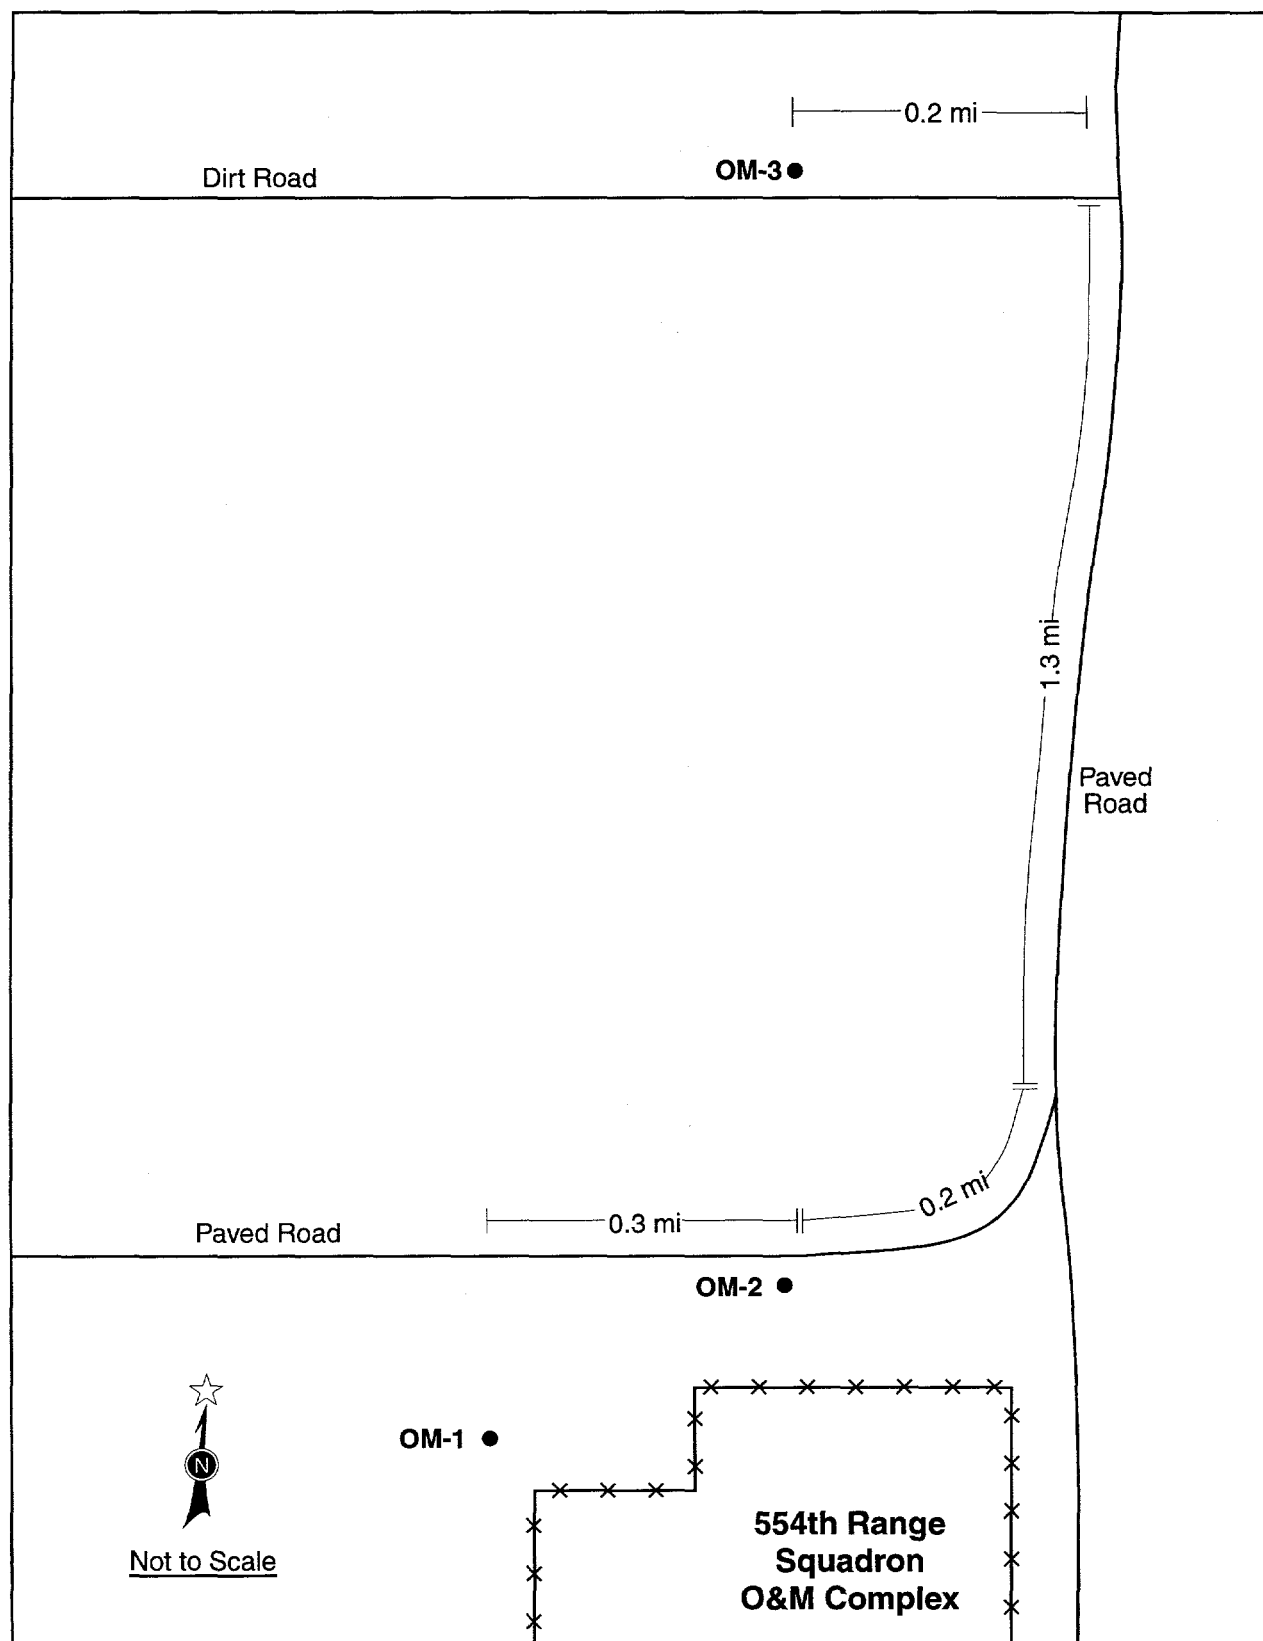 0.2 mi
OM-3
Dirt Road
1.3 mi
Paved
Road
0.2 mi
0.3 mi
Paved Road
OM-2
OM-1
N
554th Range
Squadron
O&M Complex
Not to Scale